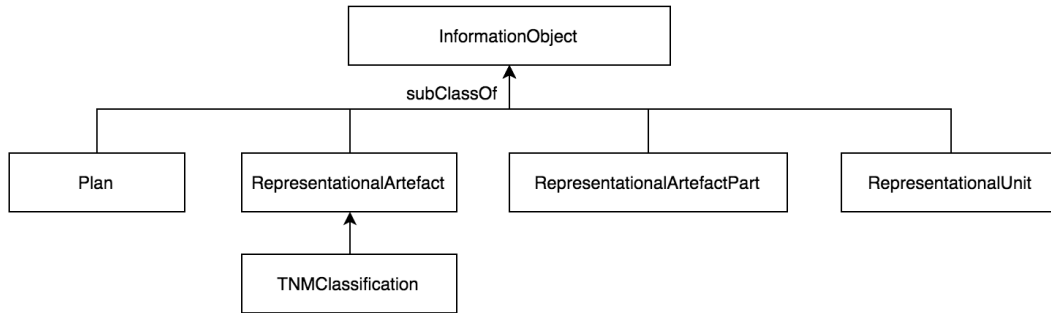 InformationObject
subClassOf
Plan
RepresentationalArtefact
RepresentationalArtefactPart
RepresentationalUnit
TNMClassification